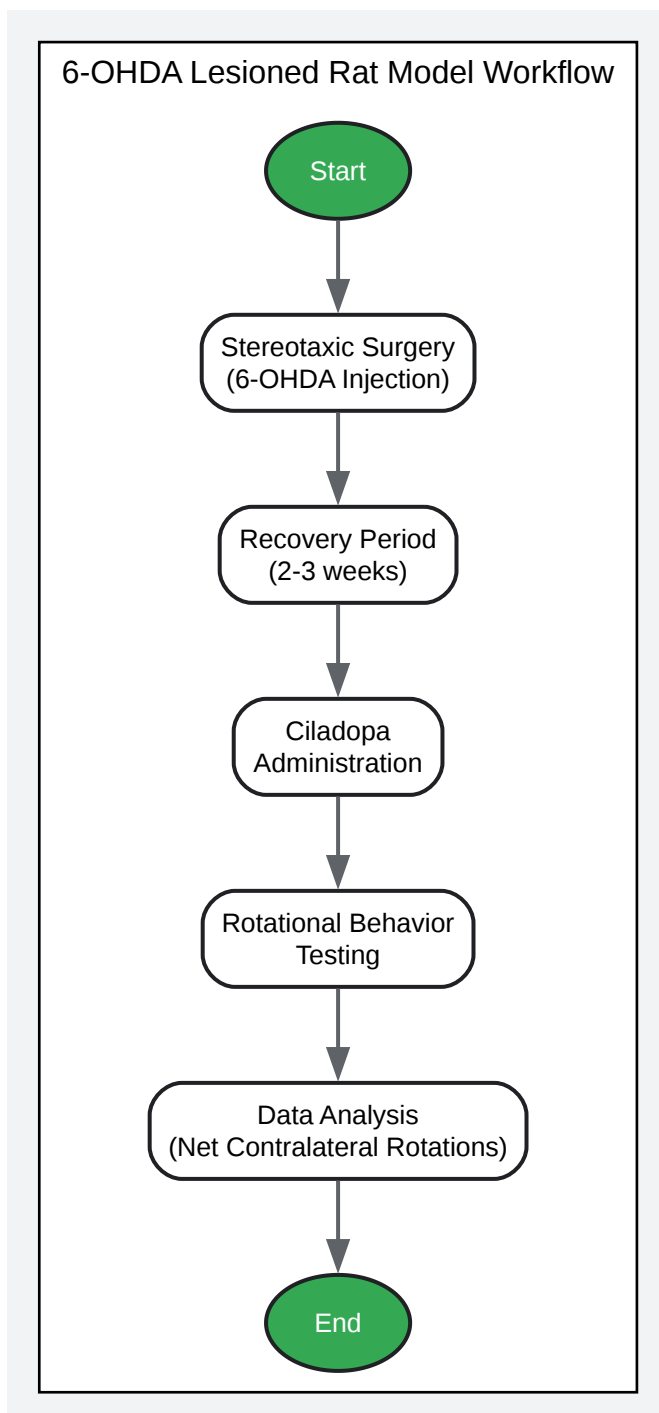 6-OHDA Lesioned Rat Model Workflow
Start
Stereotaxic Surgery
(6-OHDA Injection)
Recovery Period
(2-3 weeks)
Ciladopa
Administration
Rotational Behavior
Testing
Data Analysis
(Net Contralateral Rotations)
End